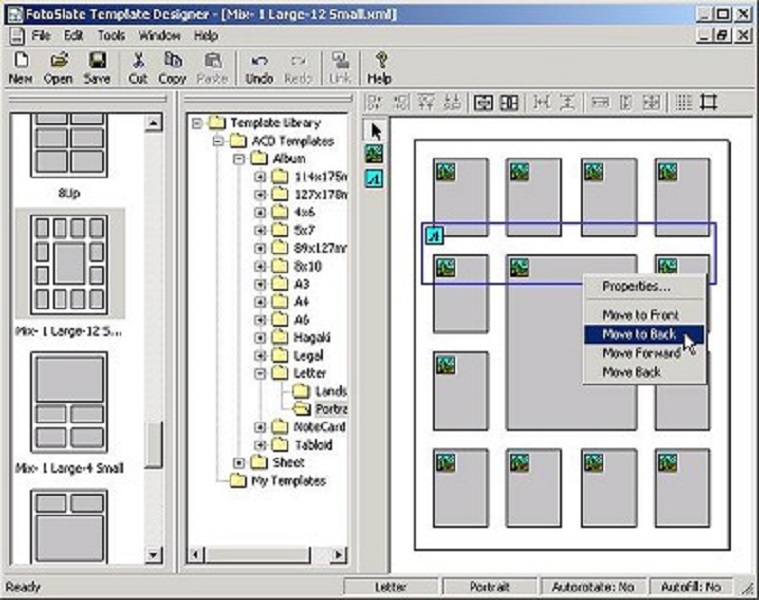 FotoSlate Template Designer - [Mix- 1 Large-12 Small.xml]
File Edit Tools Window Help
New Open Save Cut Copy Paste Undo Redo Link Help
8Up
Mix- 1 Large-12 S...
Mix- 1 Large-4 Small
Template Library
ACD Templates
Album
114x175m
127x178m
4x6
5x7
89x127mr
8x10
A3
A4
A6
Hagaki
Legal
Letter
Lands
Portra
NoteCard
Tabloid
Sheet
My Templates
A
A
Properties...
Move to Front
Move to Back
Move Forward
Move Back
Ready Letter Portrait Autorotate: No Autofill: No